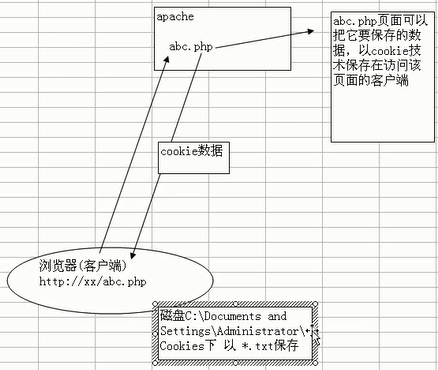 apache
abc.php
abc.php页面可以
把它要保存的数
据，以cookie技
术保存在访问该
页面的客户端
cookie数据
浏览器(客户端)
http://xx/abc.php
磁盘C:\Documents and
Settings\Administrator\
Cookies下 以 *.txt保存